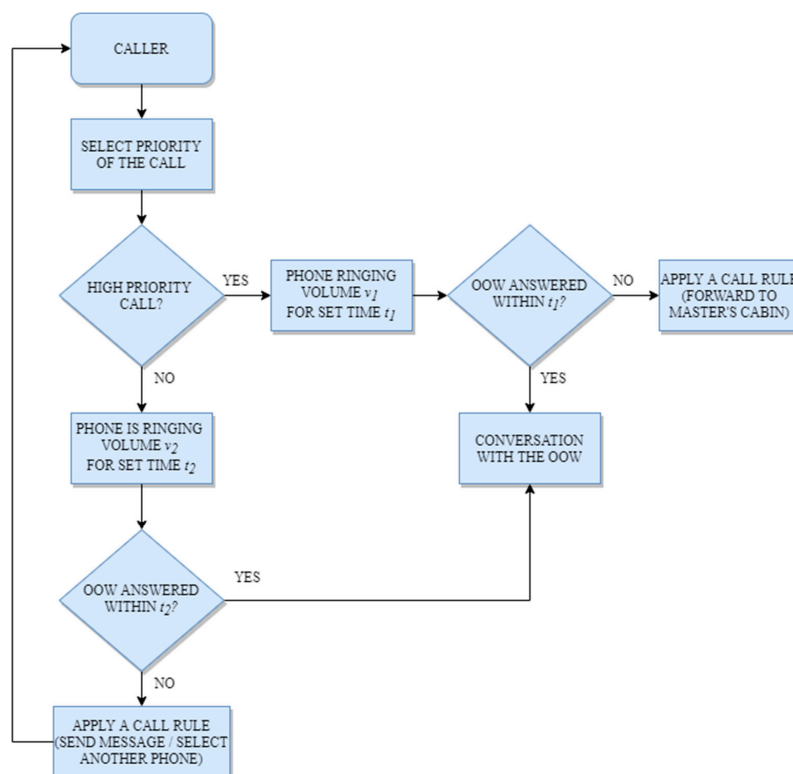 CALLER
SELECT PRIORITY
OF THE CALL
HIGH PRIORITY
CALL?
YES
PHONE RINGING
VOLUME v1
FOR SET TIME t1
OOW ANSWERED
WITHIN t1?
NO
APPLY A CALL RULE
(FORWARD TO
MASTER'S CABIN)
NO
YES
PHONE IS RINGING
VOLUME v2
FOR SET TIME t2
CONVERSATION
WITH THE OOW
OOW ANSWERED
WITHIN t2?
YES
NO
APPLY A CALL RULE
(SEND MESSAGE / SELECT
ANOTHER PHONE)